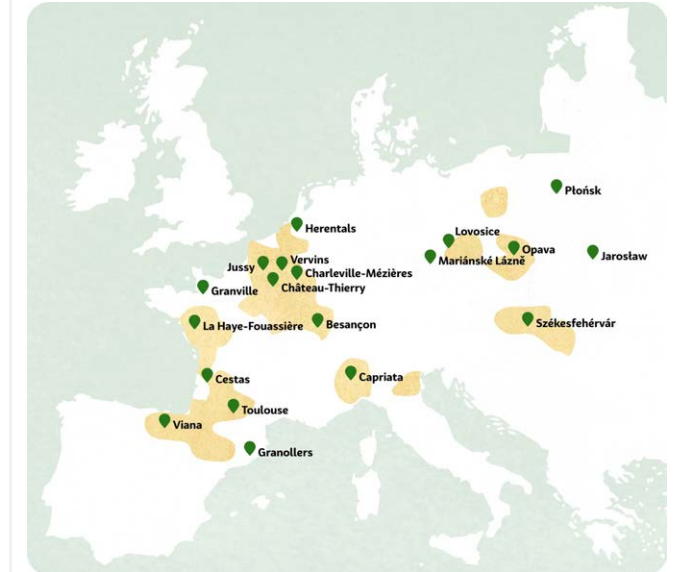 Płońsk
Herentals
Lovosice
Opava
Jarosław
Mariánské Lázně
Vervins
Jussy
Charleville-Mézières
Château-Thierry
Granville
La Haye-Fouassière
Besançon
Székesfehérvár
Cestas
Capriata
Toulouse
Viana
Granollers